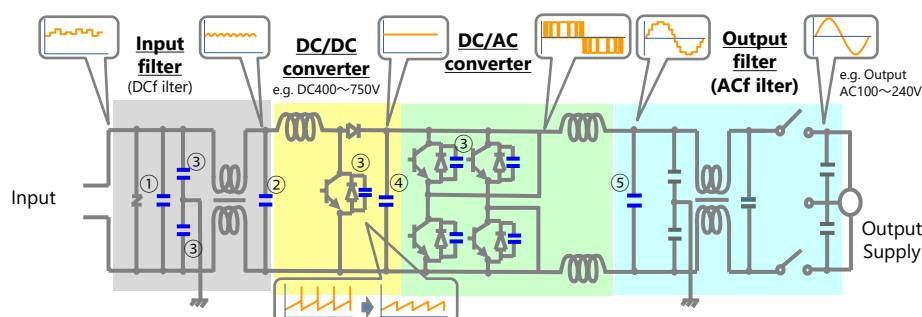 Input
filter
(DCf ilter)
DC/DC
converter
e.g. DC400～750V
DC/AC
converter
Output
filter
(ACf ilter)
e.g. Output
AC100～240V
Input
①
③
③
②
③
④
③
⑤
Output
Supply